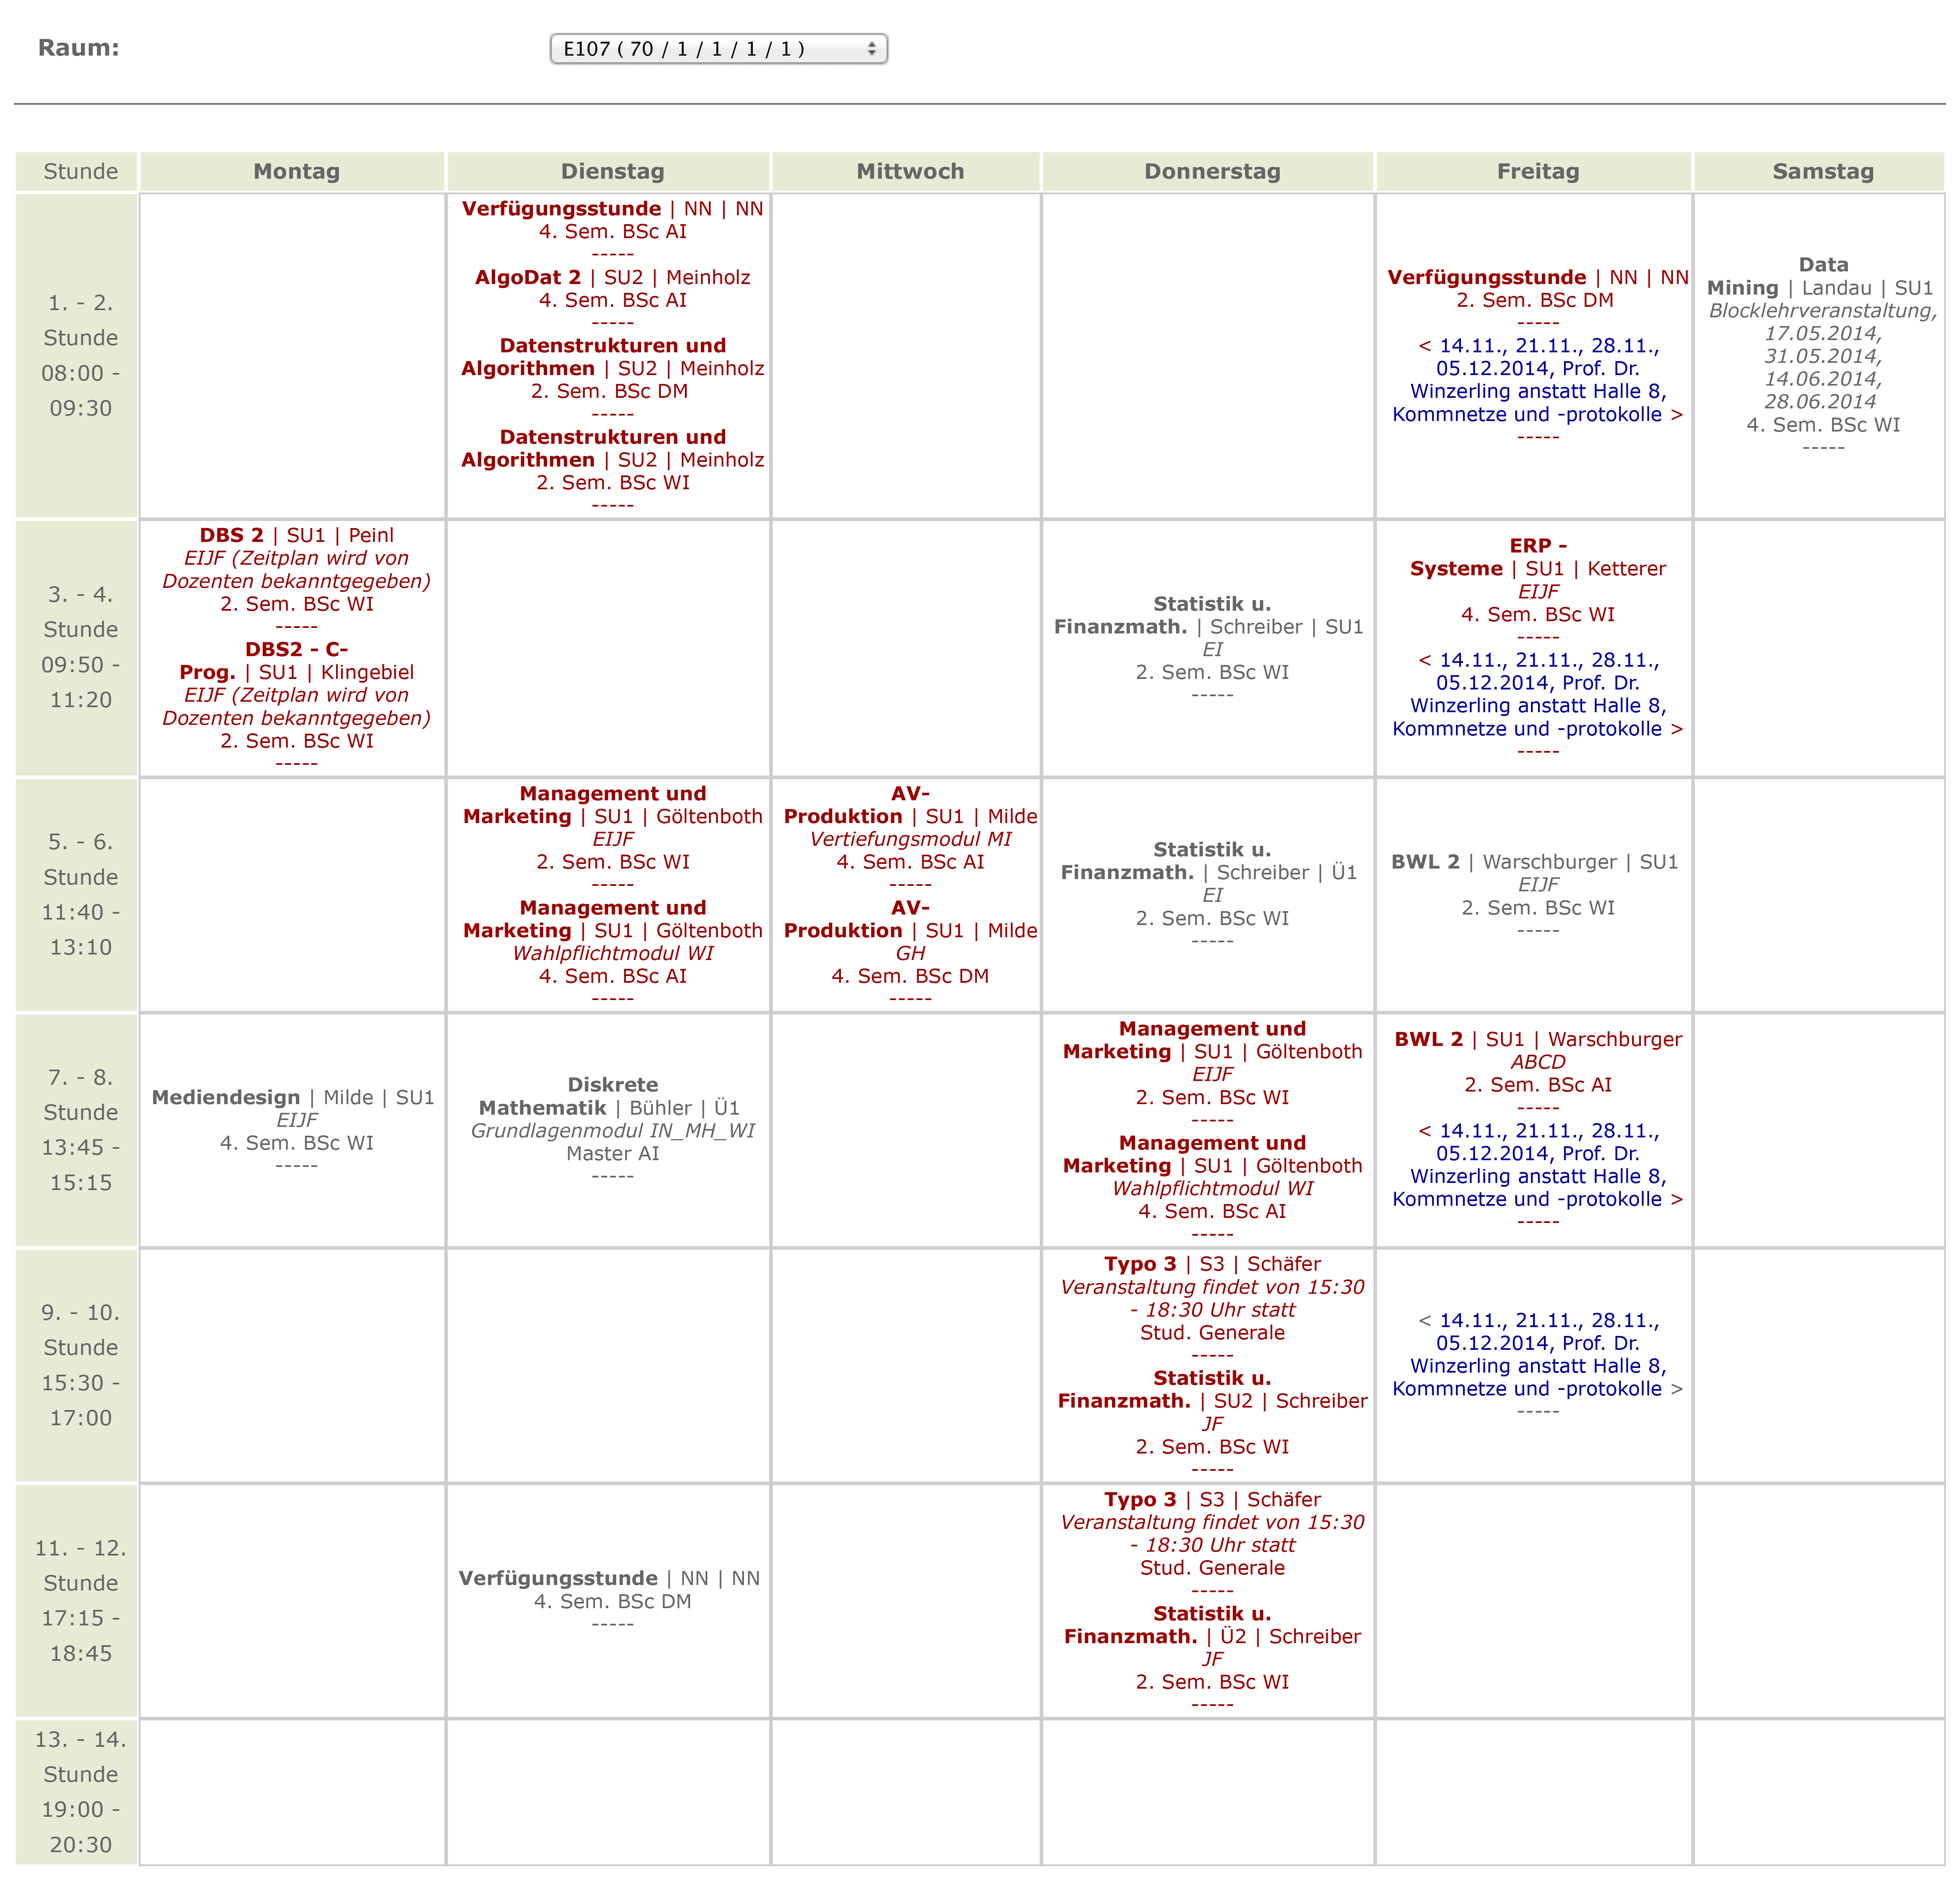 Raum:
E107 ( 70 / 1 / 1 / 1 / 1 )
Stunde
Montag
Dienstag
Mittwoch
Donnerstag
Freitag
Samstag
1. - 2.
Stunde
08:00 -
09:30
Verfügungsstunde | NN | NN
4. Sem. BSc AI
-----
AlgoDat 2 | SU2 | Meinholz
4. Sem. BSc AI
-----
Datenstrukturen und
Algorithmen | SU2 | Meinholz
2. Sem. BSc DM
-----
Datenstrukturen und
Algorithmen | SU2 | Meinholz
2. Sem. BSc WI
-----
Verfügungsstunde | NN | NN
2. Sem. BSc DM
-----
< 14.11., 21.11., 28.11.,
05.12.2014, Prof. Dr.
Winzerling anstatt Halle 8,
Kommnetze und -protokolle >
-----
Data
Mining | Landau | SU1
Blocklehrveranstaltung,
17.05.2014,
31.05.2014,
14.06.2014,
28.06.2014
4. Sem. BSc WI
-----
3. - 4.
Stunde
09:50 -
11:20
DBS 2 | SU1 | Peinl
EIJF (Zeitplan wird von
Dozenten bekanntgegeben)
2. Sem. BSc WI
-----
DBS2 - C-
Prog. | SU1 | Klingebiel
EIJF (Zeitplan wird von
Dozenten bekanntgegeben)
2. Sem. BSc WI
-----
Statistik u.
Finanzmath. | Schreiber | SU1
EI
2. Sem. BSc WI
-----
ERP -
Systeme | SU1 | Ketterer
EIJF
4. Sem. BSc WI
-----
< 14.11., 21.11., 28.11.,
05.12.2014, Prof. Dr.
Winzerling anstatt Halle 8,
Kommnetze und -protokolle >
-----
5. - 6.
Stunde
11:40 -
13:10
Management und
Marketing | SU1 | Göltenboth
EIJF
2. Sem. BSc WI
-----
Management und
Marketing | SU1 | Göltenboth
Wahlpflichtmodul WI
4. Sem. BSc AI
-----
AV-
Produktion | SU1 | Milde
Vertiefungsmodul MI
4. Sem. BSc AI
-----
AV-
Produktion | SU1 | Milde
GH
4. Sem. BSc DM
-----
Statistik u.
Finanzmath. | Schreiber | Ü1
EI
2. Sem. BSc WI
-----
BWL 2 | Warschburger | SU1
EIJF
2. Sem. BSc WI
-----
7. - 8.
Stunde
13:45 -
15:15
Mediendesign | Milde | SU1
EIJF
4. Sem. BSc WI
-----
Diskrete
Mathematik | Bühler | Ü1
Grundlagenmodul IN_MH_WI
Master AI
-----
Management und
Marketing | SU1 | Göltenboth
EIJF
2. Sem. BSc WI
-----
Management und
Marketing | SU1 | Göltenboth
Wahlpflichtmodul WI
4. Sem. BSc AI
-----
BWL 2 | SU1 | Warschburger
ABCD
2. Sem. BSc AI
-----
< 14.11., 21.11., 28.11.,
05.12.2014, Prof. Dr.
Winzerling anstatt Halle 8,
Kommnetze und -protokolle >
-----
9. - 10.
Stunde
15:30 -
17:00
Typo 3 | S3 | Schäfer
Veranstaltung findet von 15:30
- 18:30 Uhr statt
Stud. Generale
-----
Statistik u.
Finanzmath. | SU2 | Schreiber
JF
2. Sem. BSc WI
-----
< 14.11., 21.11., 28.11.,
05.12.2014, Prof. Dr.
Winzerling anstatt Halle 8,
Kommnetze und -protokolle >
-----
11. - 12.
Stunde
17:15 -
18:45
Verfügungsstunde | NN | NN
4. Sem. BSc DM
-----
Typo 3 | S3 | Schäfer
Veranstaltung findet von 15:30
- 18:30 Uhr statt
Stud. Generale
-----
Statistik u.
Finanzmath. | Ü2 | Schreiber
JF
2. Sem. BSc WI
-----
13. - 14.
Stunde
19:00 -
20:30